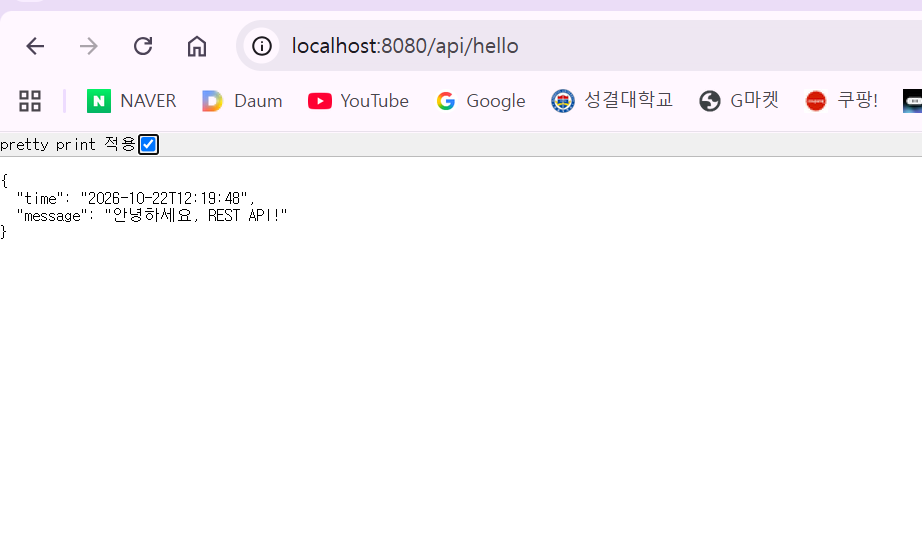 localhost:8080/api/hello
NAVER Daum YouTube Google 성결대학교 G마켓 쿠팡!
pretty print 적용
{
  "time": "2026-10-22T12:19:48",
  "message": "안녕하세요, REST API!"
}